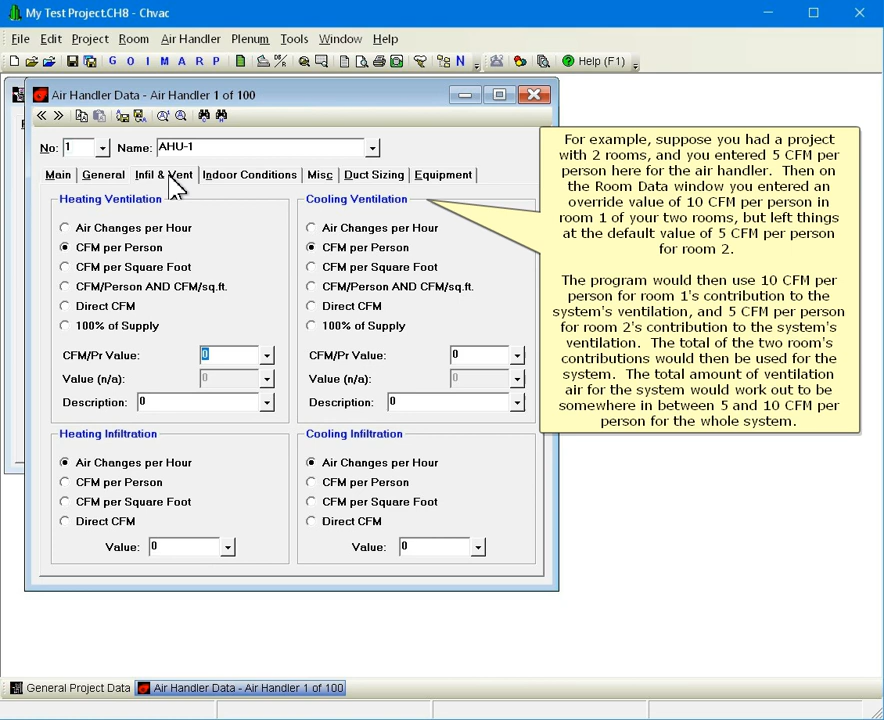 My Test Project.CH8 - Chvac
File Edit Project Room Air Handler Plenum Tools Window Help
G O I M A R P N Help (F1)
Air Handler Data - Air Handler 1 of 100
No: 1 Name: AHU-1
Main General Infil & Vent Indoor Conditions Misc Duct Sizing Equipment
Heating Ventilation
Air Changes per Hour
CFM per Person
CFM per Square Foot
CFM/Person AND CFM/sq.ft.
Direct CFM
100% of Supply
CFM/Pr Value: 0
Value (n/a): 0
Description: 0
Cooling Ventilation
Air Changes per Hour
CFM per Person
CFM per Square Foot
CFM/Person AND CFM/sq.ft.
Direct CFM
100% of Supply
CFM/Pr Value: 0
Value (n/a): 0
Description: 0
Heating Infiltration
Air Changes per Hour
CFM per Person
CFM per Square Foot
Direct CFM
Value: 0
Cooling Infiltration
Air Changes per Hour
CFM per Person
CFM per Square Foot
Direct CFM
Value: 0
For example, suppose you had a project
with 2 rooms, and you entered 5 CFM per
person here for the air handler. Then on
the Room Data window you entered an
override value of 10 CFM per person in
room 1 of your two rooms, but left things
at the default value of 5 CFM per person
for room 2.
The program would then use 10 CFM per
person for room 1's contribution to the
system's ventilation, and 5 CFM per person
for room 2's contribution to the system's
ventilation. The total of the two room's
contributions would then be used for the
system. The total amount of ventilation
air for the system would work out to be
somewhere in between 5 and 10 CFM per
person for the whole system.
General Project Data Air Handler Data - Air Handler 1 of 100